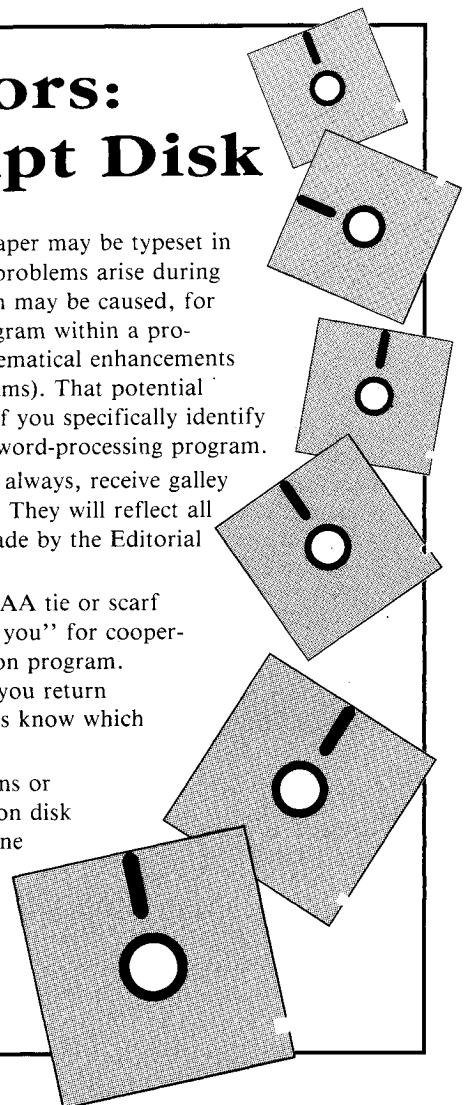 ors:
pt Disk
aper may be typeset in
problems arise during
n may be caused, for
gram within a pro-
ematical enhancements
ms). That potential
f you specifically identify
word-processing program.
always, receive galley
They will reflect all
ade by the Editorial
AA tie or scarf
you” for cooper-
on program.
you return
s know which
ns or
on disk
ne